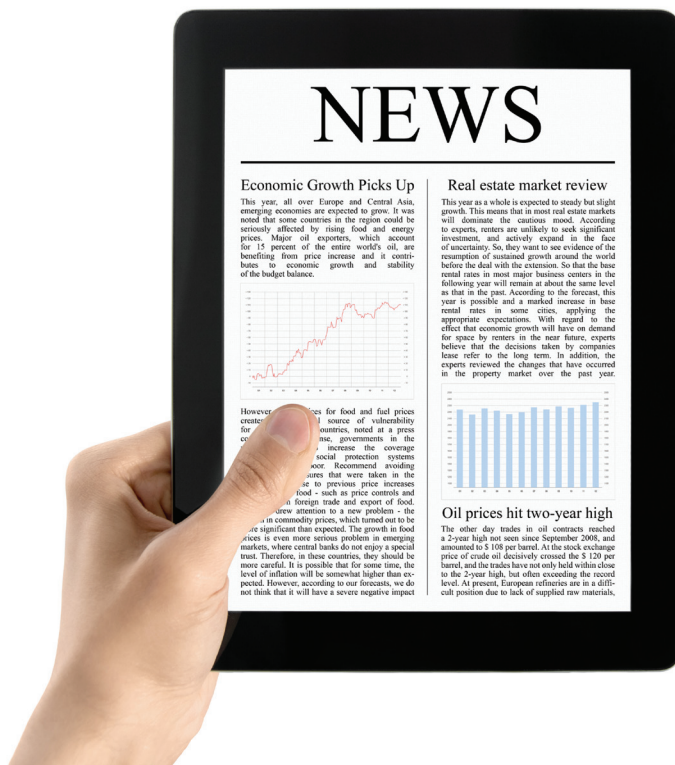 NEWS
Economic Growth Picks Up
This year, all over Europe and Central Asia,
emerging economies are expected to grow. It was
noted that some countries in the region could be
seriously affected by rising food and energy
prices. Major oil exporters, which account
for 15 percent of the entire world's oil, are
benefiting from price increase and it contri-
butes to economic growth and stability
of the budget balance.
However for food and fuel prices
source of vulnerability
for noted at a press
governments in the
increase the coverage
social protection systems
Recommend avoiding
that were taken in the
to previous price increases
food - such as price controls and
foreign trade and export of food.
drew attention to a new problem - the
in commodity prices, which turned out to be
significant than expected. The growth in food
prices is even more serious problem in emerging
markets, where central banks do not enjoy a special
trust. Therefore, in these countries, they should be
more careful. It is possible that for some time, the
level of inflation will be somewhat higher than ex-
pected. However, according to our forecasts, we do
not think that it will have a severe negative impact
Real estate market review
This year as a whole is expected to steady but slight
growth. This means that in most real estate markets
will dominate the cautious mood. According
to experts, renters are unlikely to seek significant
investment, and actively expand in the face
of uncertainty. So, they want to see evidence of the
resumption of sustained growth around the world
before the deal with the extension. So that the base
rental rates in most major business centers in the
following year will remain at about the same level
as that in the past. According to the forecast, this
year is possible and a marked increase in base
rental rates in some cities, applying the
appropriate expectations. With regard to the
effect that economic growth will have on demand
for space by renters in the near future, experts
believe that the decisions taken by companies
lease refer to the long term. In addition, the
experts reviewed the changes that have occurred
in the property market over the past year.
Oil prices hit two-year high
The other day trades in oil contracts reached
a 2-year high not seen since September 2008, and
amounted to $ 108 per barrel. At the stock exchange
price of crude oil decisively crossed the $ 120 per
barrel, and the trades have not only held within close
to the 2-year high, but often exceeding the record
level. At present, European refineries are in a diffi-
cult position due to lack of supplied raw materials,